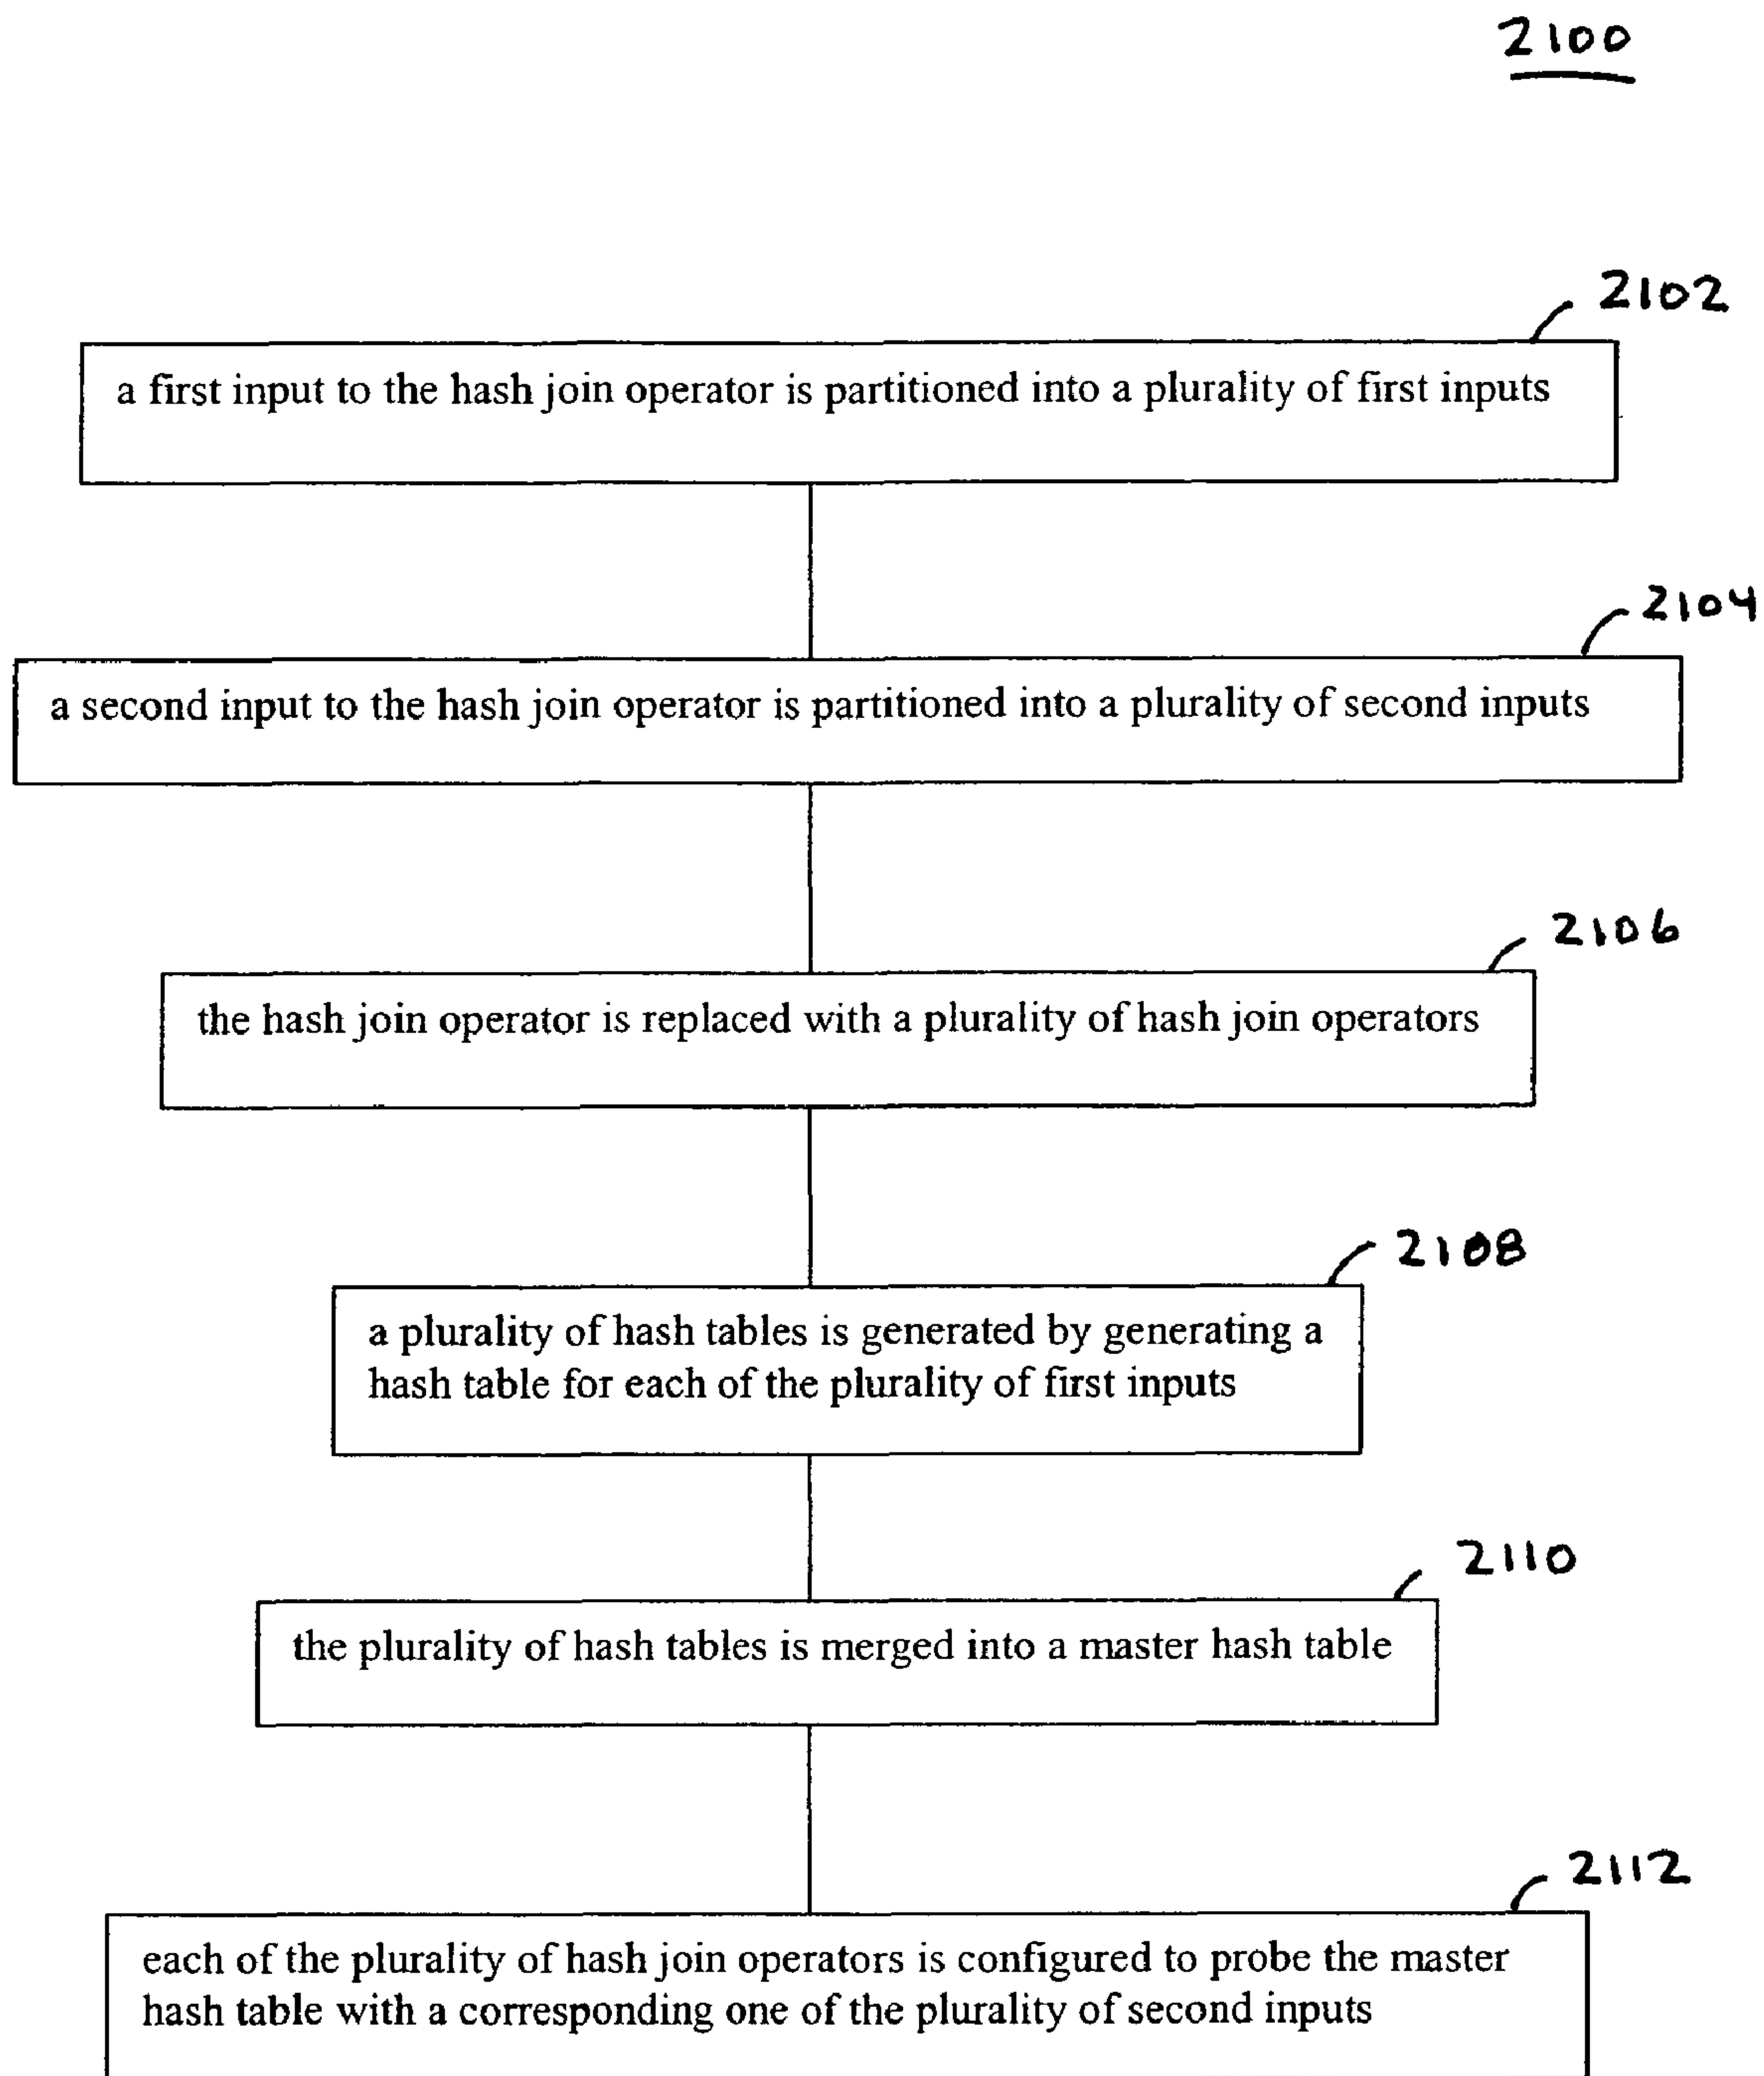 2100
2102
a first input to the hash join operator is partitioned into a plurality of first inputs
2104
a second input to the hash join operator is partitioned into a plurality of second inputs
2106
the hash join operator is replaced with a plurality of hash join operators
2108
a plurality of hash tables is generated by generating a
hash table for each of the plurality of first inputs
2110
the plurality of hash tables is merged into a master hash table
2112
each of the plurality of hash join operators is configured to probe the master
hash table with a corresponding one of the plurality of second inputs